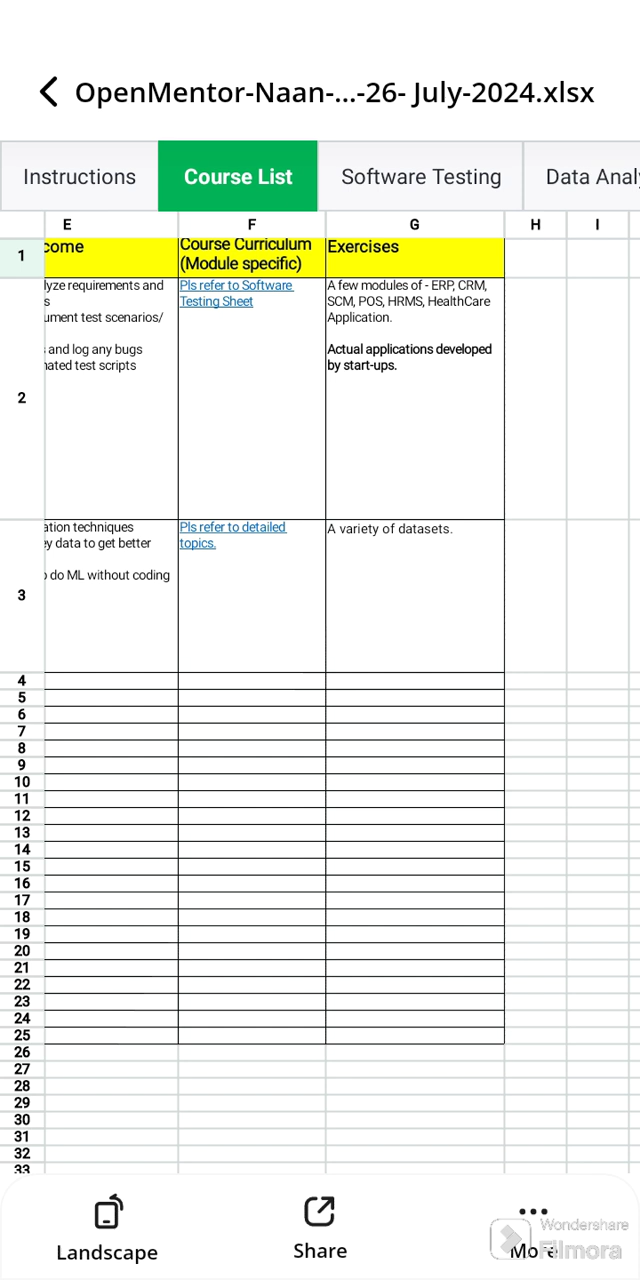 OpenMentor-Naan-...-26- July-2024.xlsx
Instructions
Course List
Software Testing
Data Analy
E F G H I
1
come
Course Curriculum
(Module specific)
Exercises
2
lyze requirements and
s
ument test scenarios/
and log any bugs
nated test scripts
Pls refer to Software
Testing Sheet
A few modules of - ERP, CRM,
SCM, POS, HRMS, HealthCare
Application.
Actual applications developed
by start-ups.
3
ation techniques
ey data to get better
o do ML without coding
Pls refer to detailed
topics.
A variety of datasets.
4
5
6
7
8
9
10
11
12
13
14
15
16
17
18
19
20
21
22
23
24
25
26
27
28
29
30
31
32
33
Landscape
Share
More
Wondershare
Filmora